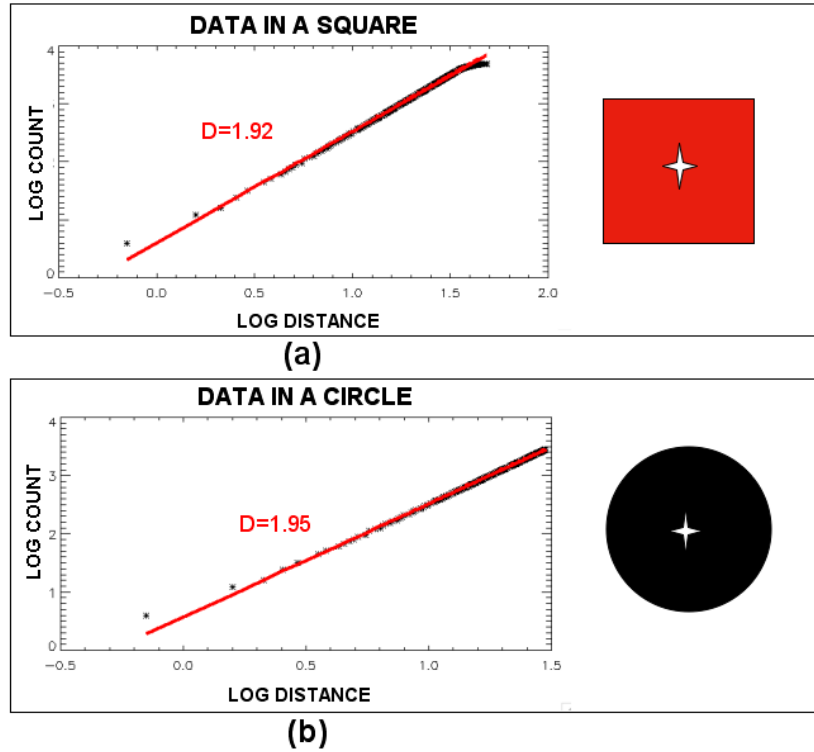 DATA IN A SQUARE
4
D=1.92
LOG COUNT
0
−0.5 0.0 0.5 1.0 1.5 2.0
LOG DISTANCE
(a)
DATA IN A CIRCLE
4
3
D=1.95
LOG COUNT
2
1
0
−0.5 0.0 0.5 1.0 1.5
LOG DISTANCE
(b)